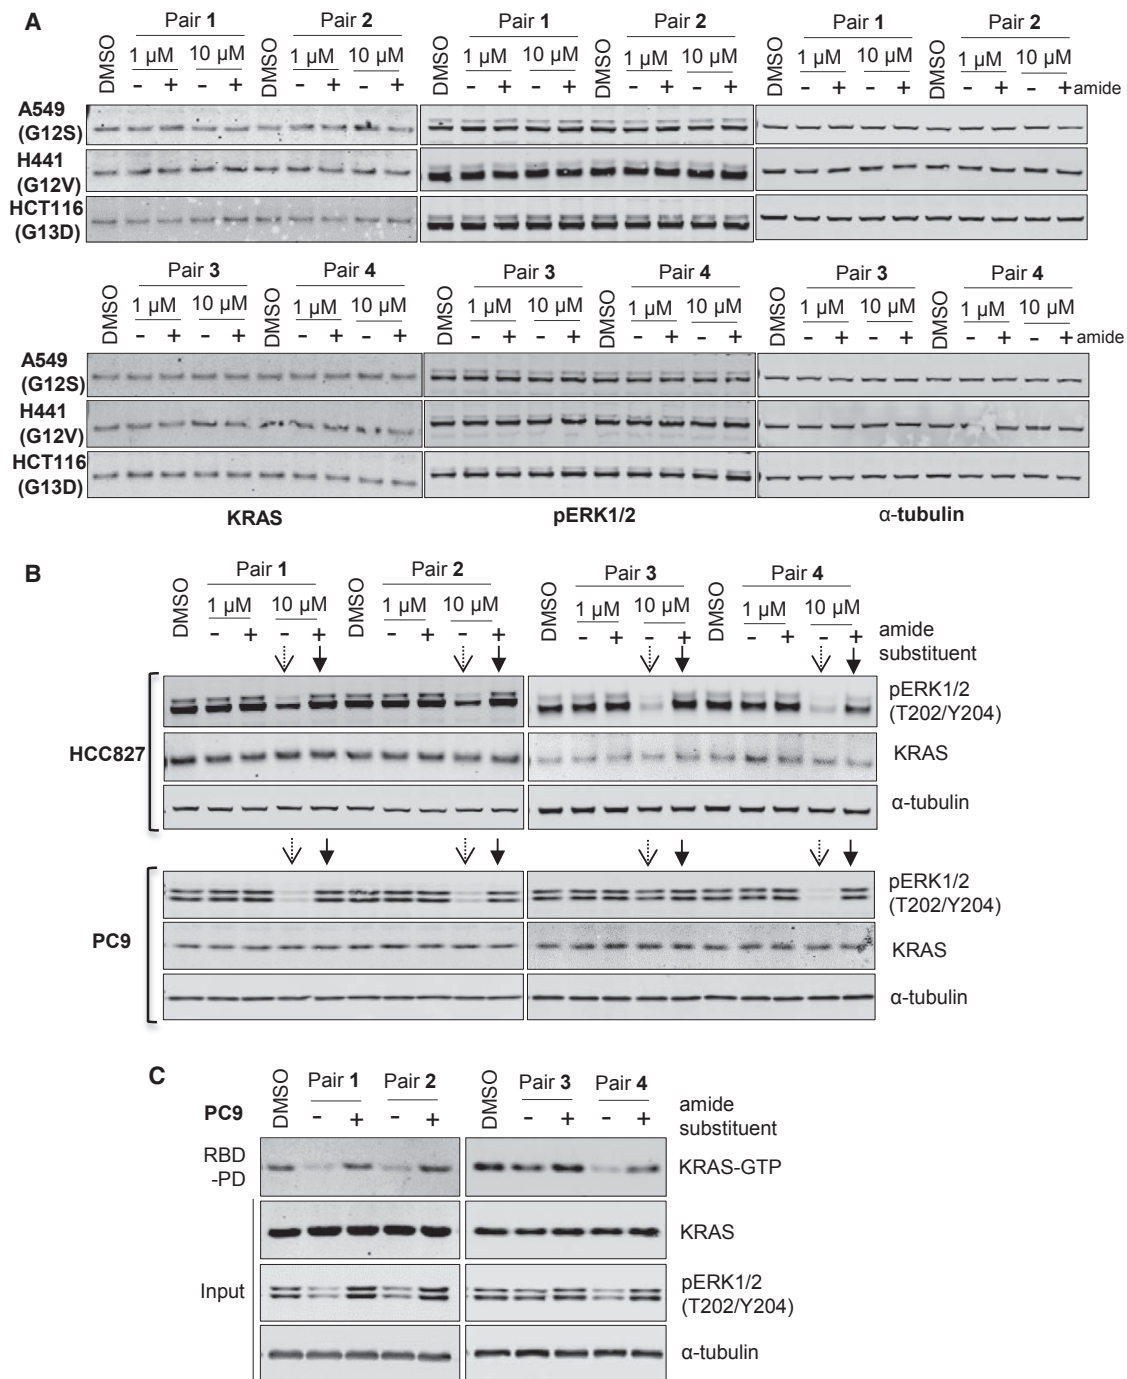 A
Pair 1 Pair 2 Pair 1 Pair 2 Pair 1 Pair 2
DMSO 1 µM 10 µM DMSO 1 µM 10 µM DMSO 1 µM 10 µM DMSO 1 µM 10 µM DMSO 1 µM 10 µM DMSO 1 µM 10 µM
- + - + - + - + - + - + - + - + - + - + - + - + amide
A549
(G12S)
H441
(G12V)
HCT116
(G13D)
Pair 3 Pair 4 Pair 3 Pair 4 Pair 3 Pair 4
DMSO 1 µM 10 µM DMSO 1 µM 10 µM DMSO 1 µM 10 µM DMSO 1 µM 10 µM DMSO 1 µM 10 µM DMSO 1 µM 10 µM
- + - + - + - + - + - + - + - + - + - + - + - + amide
A549
(G12S)
H441
(G12V)
HCT116
(G13D)
KRAS pERK1/2 α-tubulin
B
Pair 1 Pair 2 Pair 3 Pair 4
DMSO 1 µM 10 µM DMSO 1 µM 10 µM DMSO 1 µM 10 µM DMSO 1 µM 10 µM
- + - + - + - + - + - + - + - + amide
substituent
pERK1/2
(T202/Y204)
HCC827 KRAS
α-tubulin
pERK1/2
(T202/Y204)
PC9 KRAS
α-tubulin
C
DMSO Pair 1 Pair 2 DMSO Pair 3 Pair 4
PC9 - + - + - + - + amide
substituent
RBD
-PD
KRAS-GTP
KRAS
Input pERK1/2
(T202/Y204)
α-tubulin